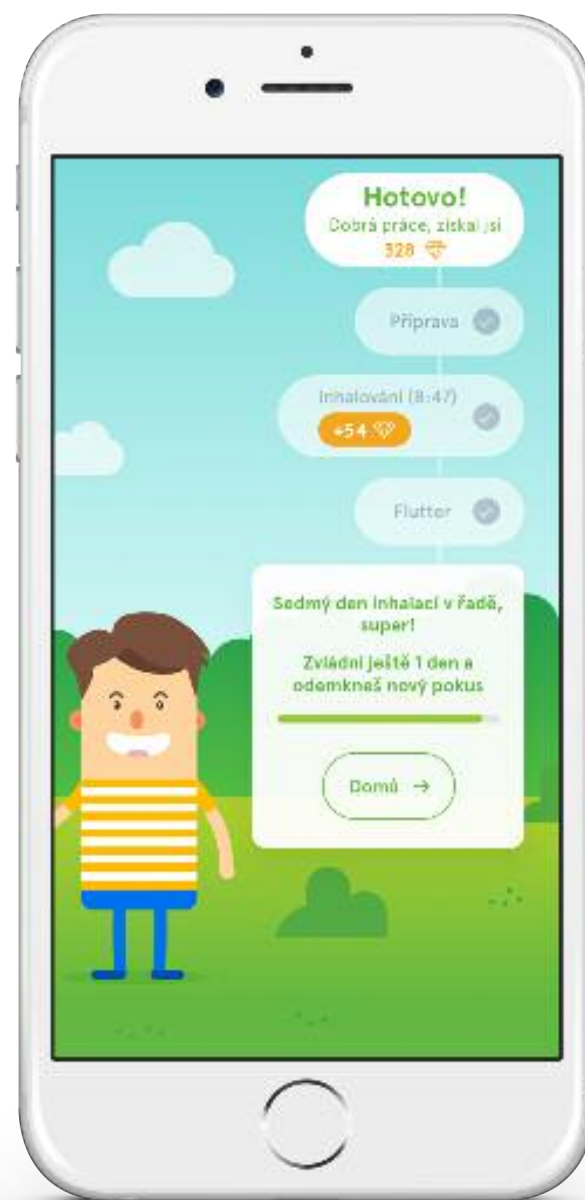 Hotovo!
Dobrá práce, získal jsi
328
Příprava
Inhalování (8:47)
+54
Flutter
Sedmý den inhalací v řadě,
super!
Zvládni ještě 1 den a
odemkneš nový pokus
Domů →